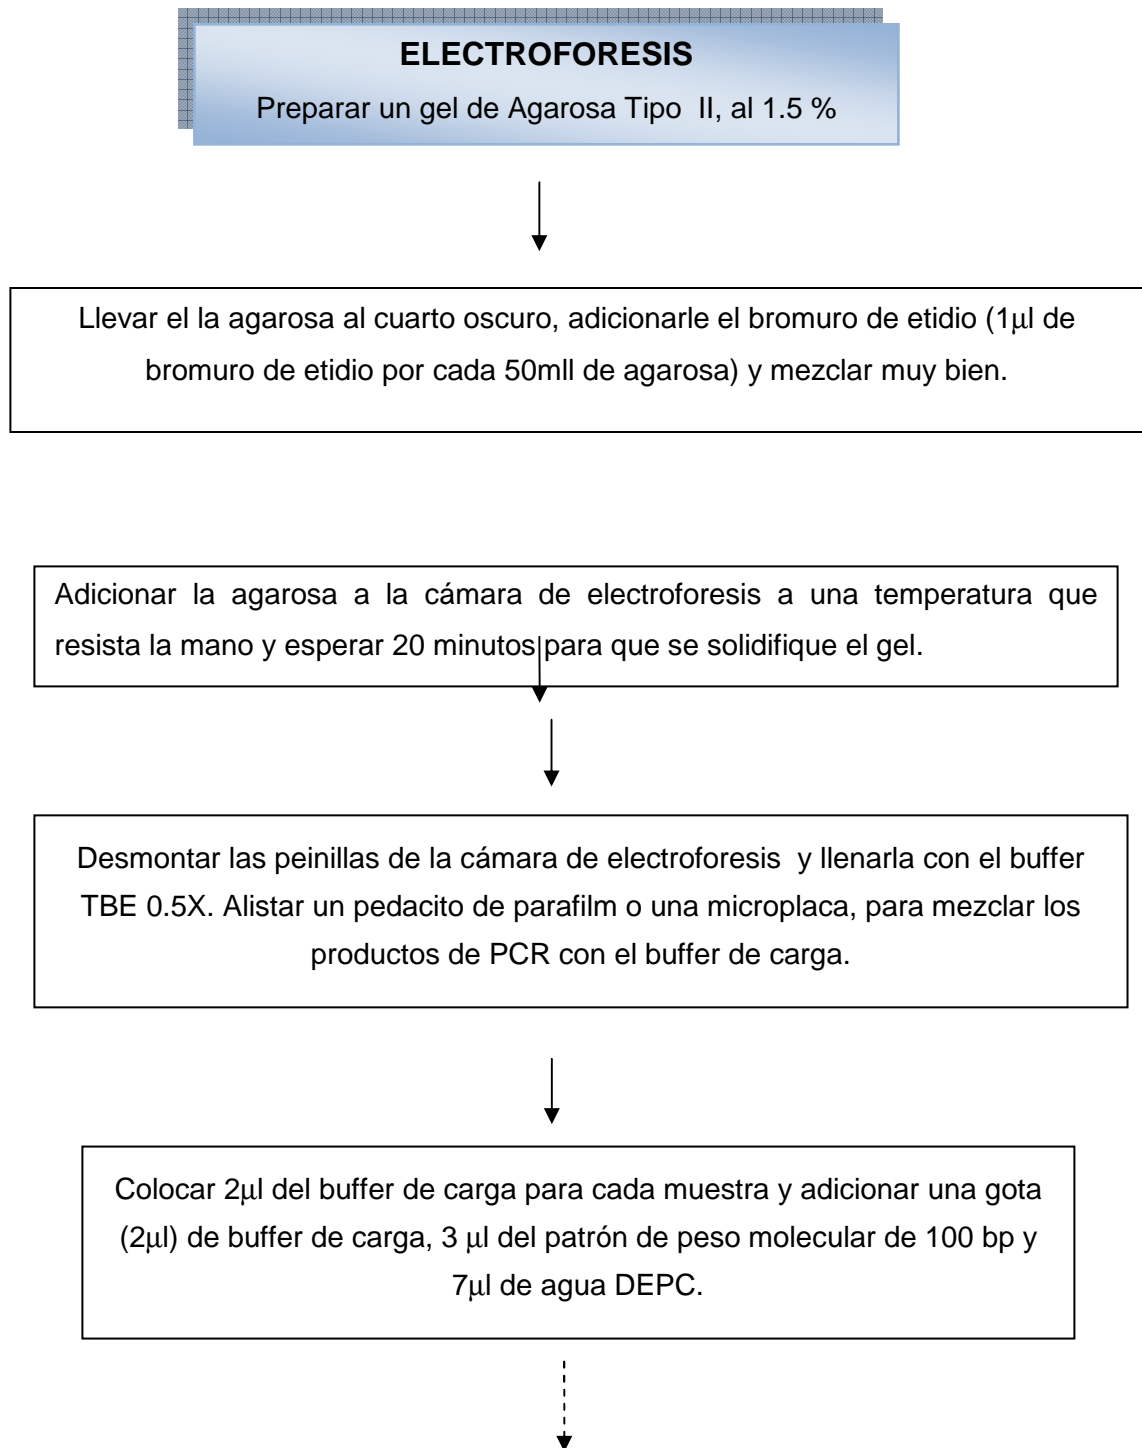 ELECTROFORESIS
Preparar un gel de Agarosa Tipo II, al 1.5 %
Llevar el la agarosa al cuarto oscuro, adicionarle el bromuro de etidio (1µl de
bromuro de etidio por cada 50mll de agarosa) y mezclar muy bien.
Adicionar la agarosa a la cámara de electroforesis a una temperatura que
resista la mano y esperar 20 minutos para que se solidifique el gel.
Desmontar las peinillas de la cámara de electroforesis y llenarla con el buffer
TBE 0.5X. Alistar un pedacito de parafilm o una microplaca, para mezclar los
productos de PCR con el buffer de carga.
Colocar 2µl del buffer de carga para cada muestra y adicionar una gota
(2µl) de buffer de carga, 3 µl del patrón de peso molecular de 100 bp y
7µl de agua DEPC.